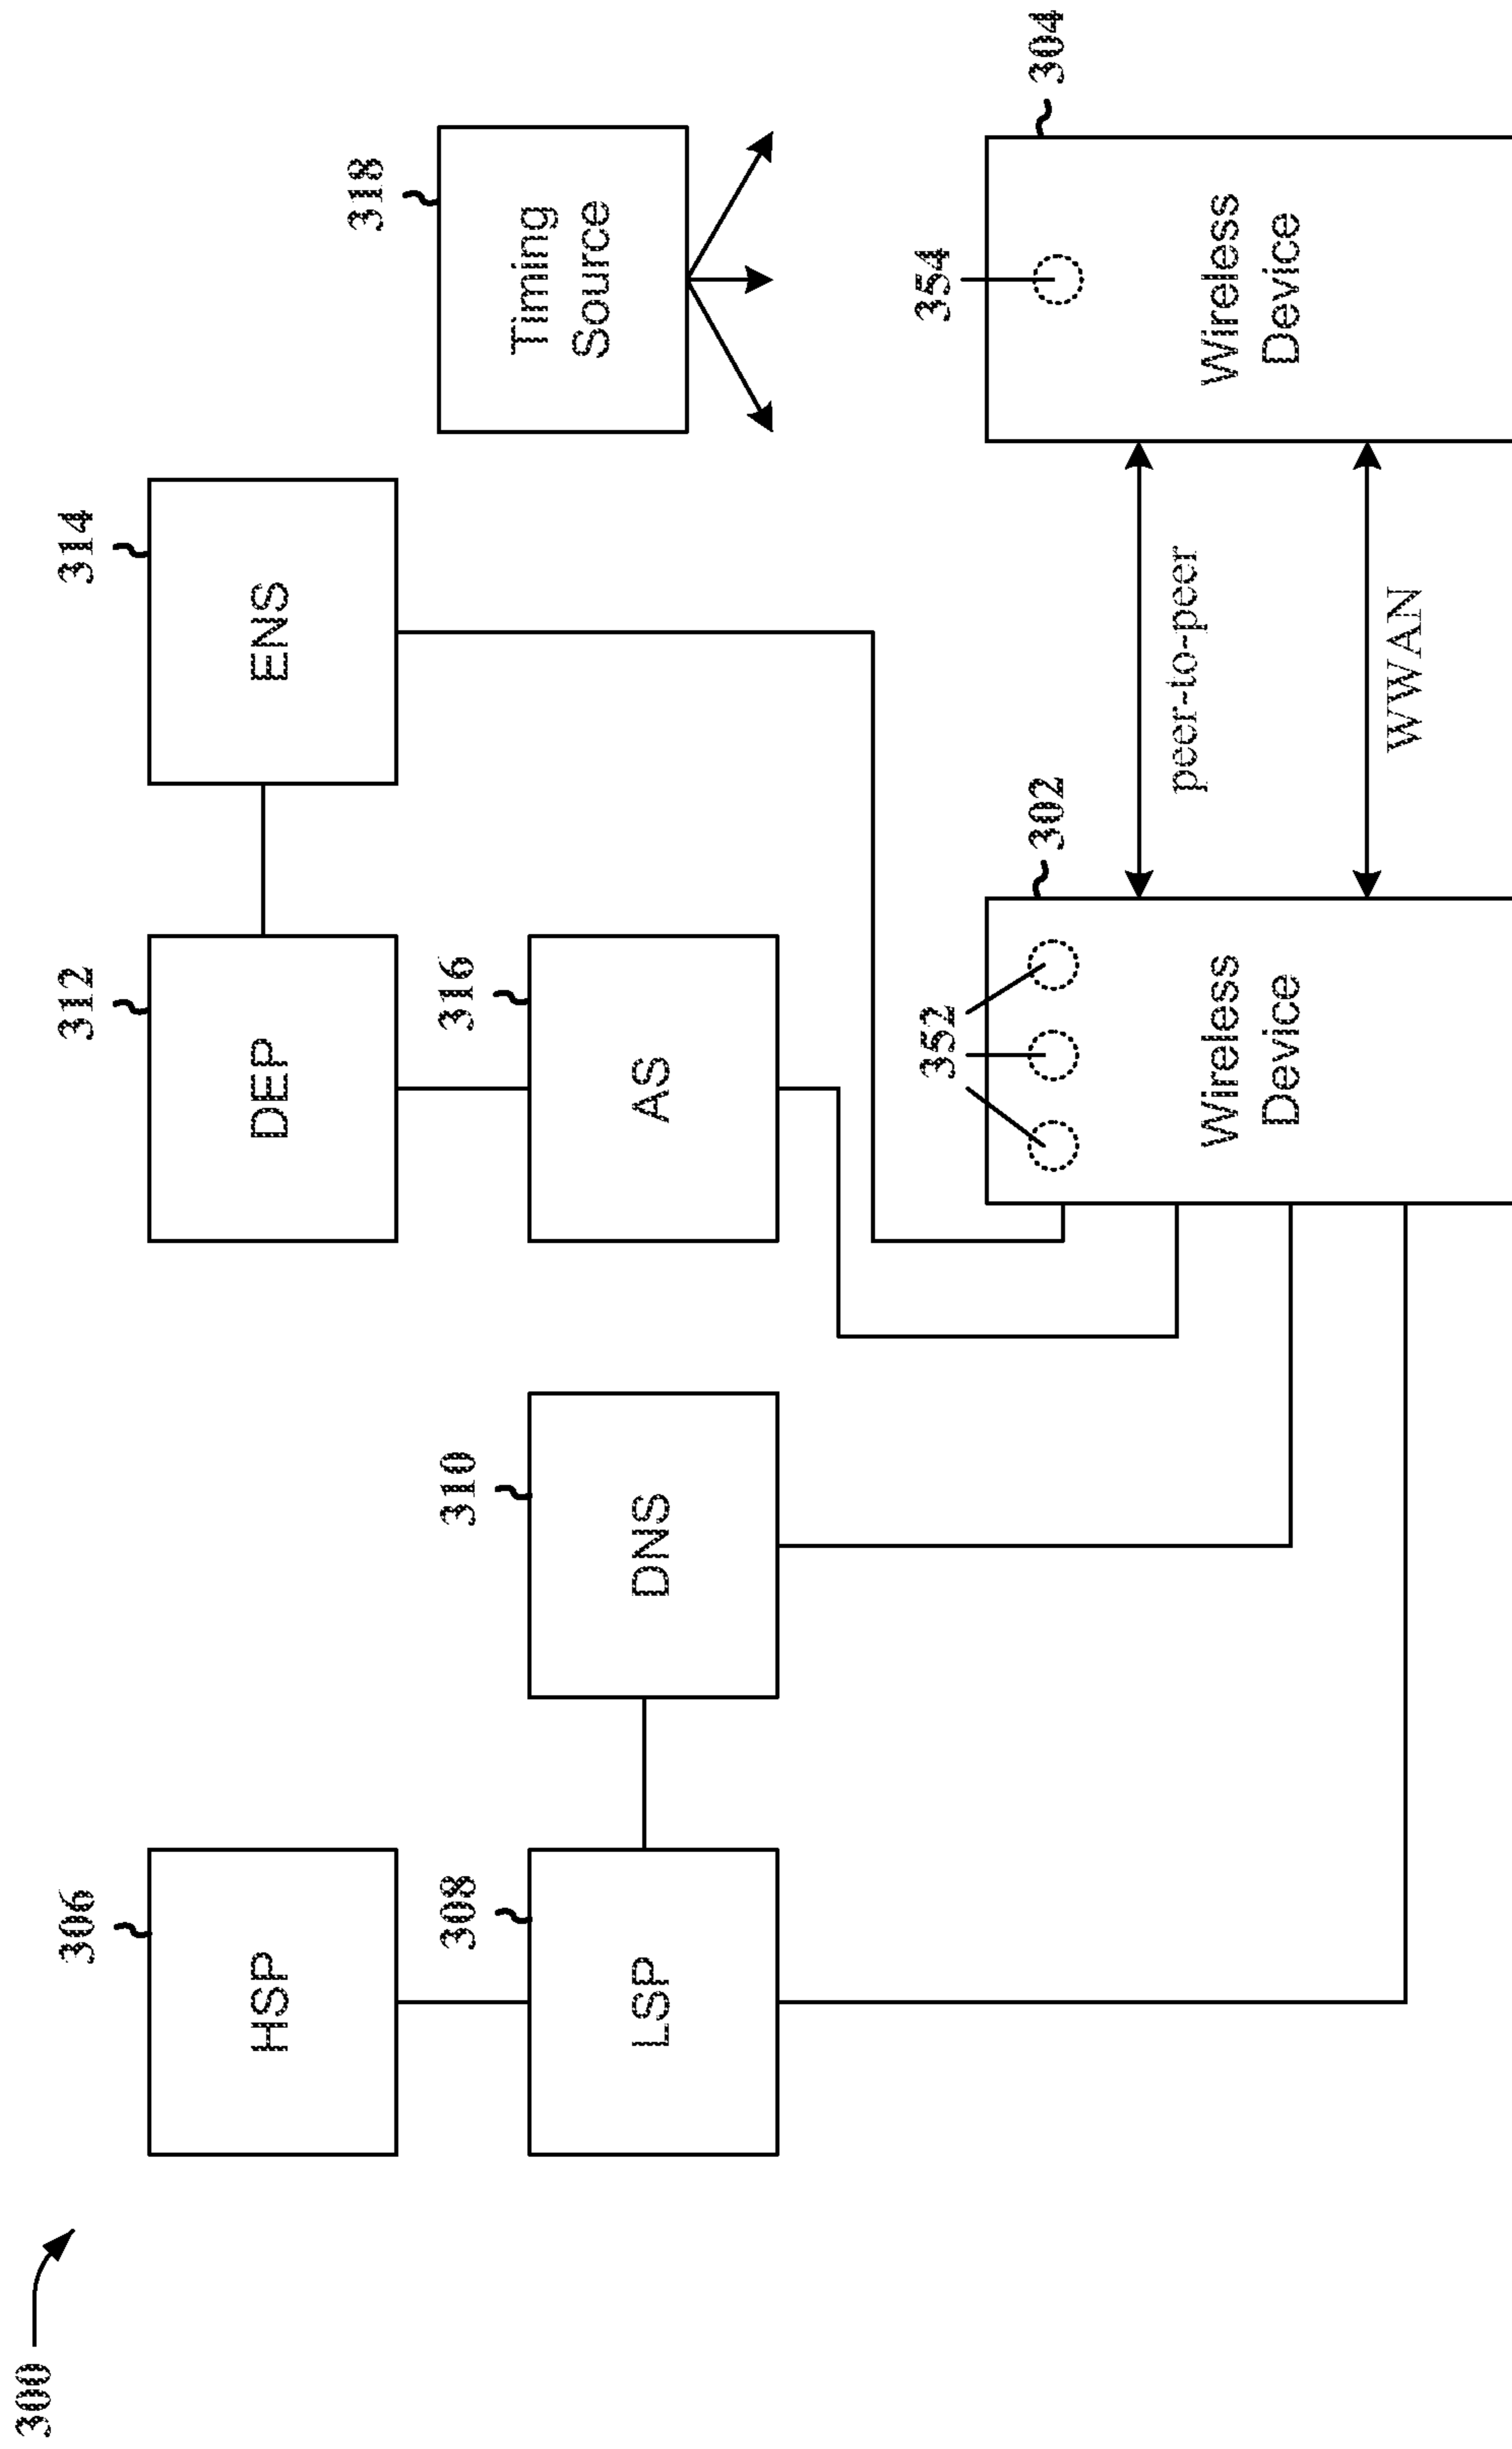 300
306
HSP
312
DEP
314
ENS
308
LSP
310
DNS
316
AS
318
Timing
Source
352
302
354
304
Wireless
Device
peer-to-peer
WWAN
Wireless
Device